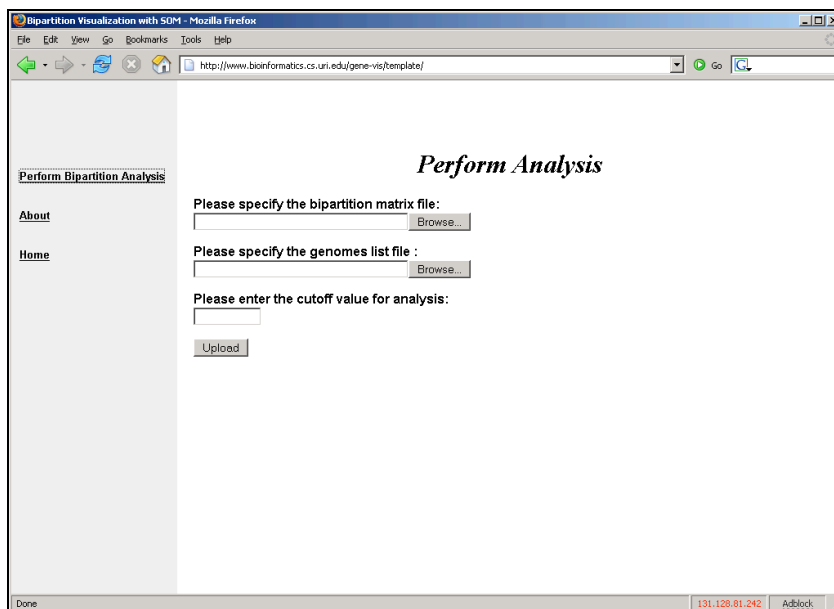 Bipartition Visualization with SOM - Mozilla Firefox
File Edit View Go Bookmarks Tools Help
http://www.bioinformatics.cs.uri.edu/gene-vis/template/ Go G
Perform Analysis
Perform Bipartition Analysis
About
Home
Please specify the bipartition matrix file:
Browse...
Please specify the genomes list file :
Browse...
Please enter the cutoff value for analysis:
Upload
Done 131.128.81.242 Adblock